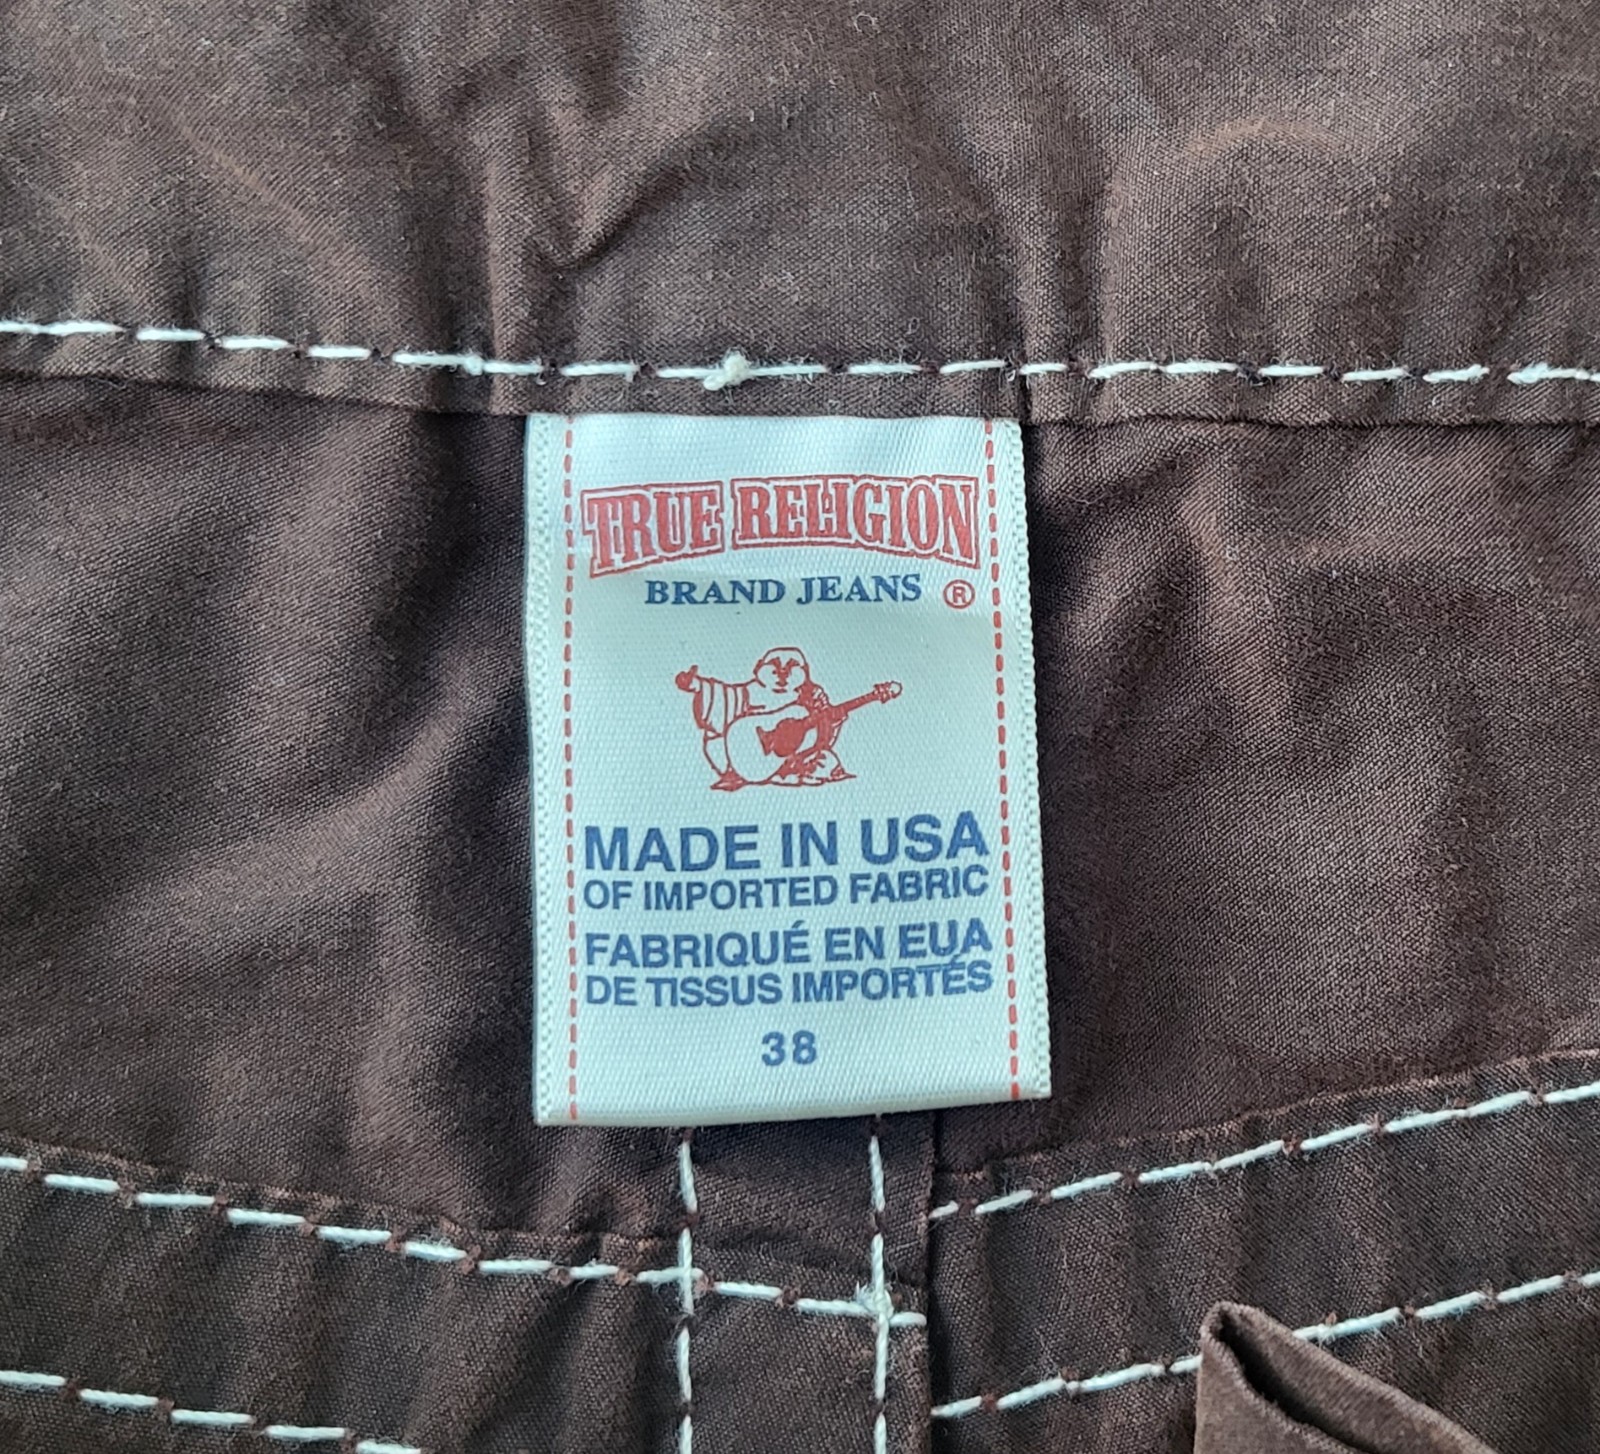 TRUE RELIGION
BRAND JEANS ®
MADE IN USA
OF IMPORTED FABRIC
FABRIQUÉ EN EUA
DE TISSUS IMPORTÉS
38